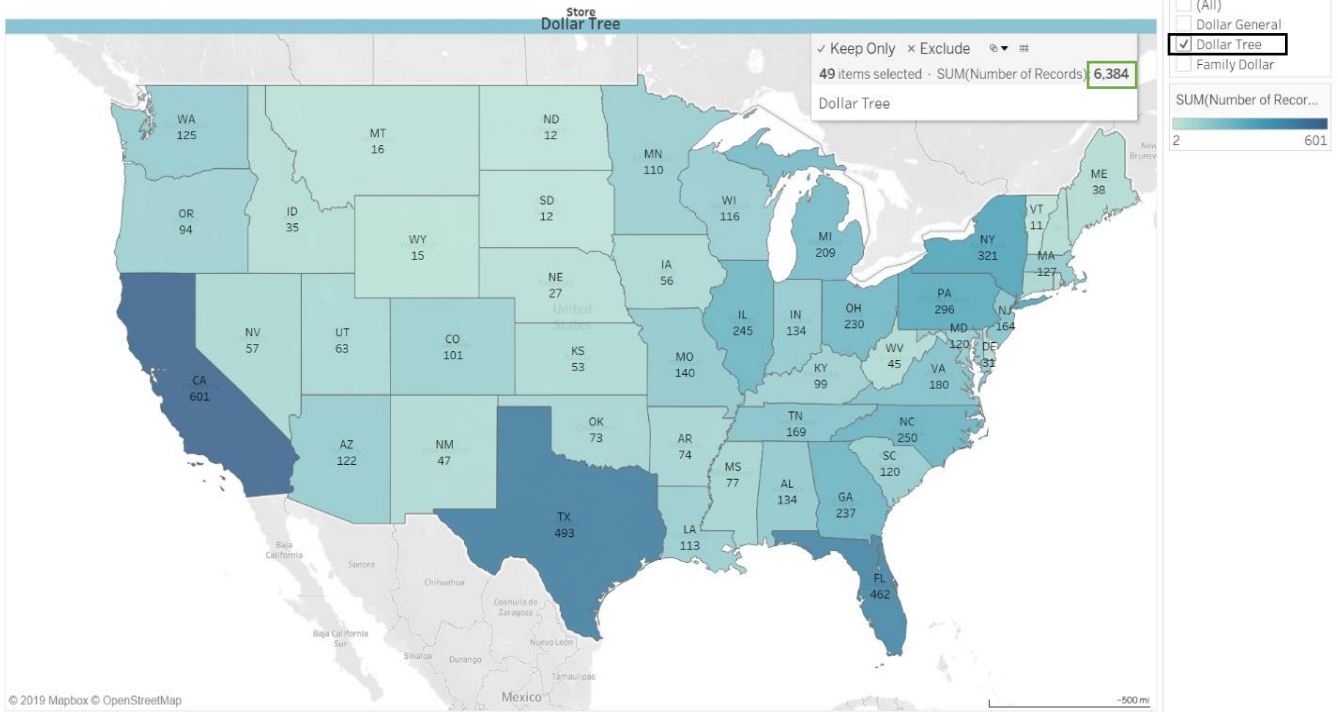 Store
Dollar Tree
(All)
Dollar General
Dollar Tree
Family Dollar
Keep Only × Exclude
49 items selected · SUM(Number of Records): 6,384
Dollar Tree
SUM(Number of Recor...
2 601
WA
125
MT
16
ND
12
MN
110
ME
38
New
Brunsw
OR
94
ID
35
WY
15
SD
12
WI
116
MI
209
VT
11
NY
321
MA
127
IA
56
NE
27
United
States
PA
296
NJ
164
NV
57
UT
63
CO
101
KS
53
MO
140
IL
245
IN
134
OH
230
WV
45
MD
120
DE
31
VA
180
KY
99
CA
601
AZ
122
NM
47
OK
73
AR
74
TN
169
NC
250
SC
120
MS
77
AL
134
GA
237
TX
493
LA
113
FL
462
Baja
California
Sonora
Chihuahua
Coahuila de
Zaragoza
Baja California
Sur
Sinaloa
Durango
Nuevo León
Tamaulipas
Mexico
© 2019 Mapbox © OpenStreetMap
~500 mi